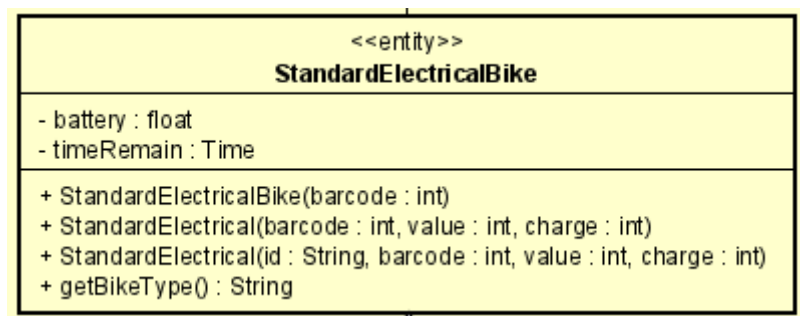 <<entity>>
StandardElectricalBike
- battery : float
- timeRemain : Time
+ StandardElectricalBike(barcode : int)
+ StandardElectrical(barcode : int, value : int, charge : int)
+ StandardElectrical(id : String, barcode : int, value : int, charge : int)
+ getBikeType() : String